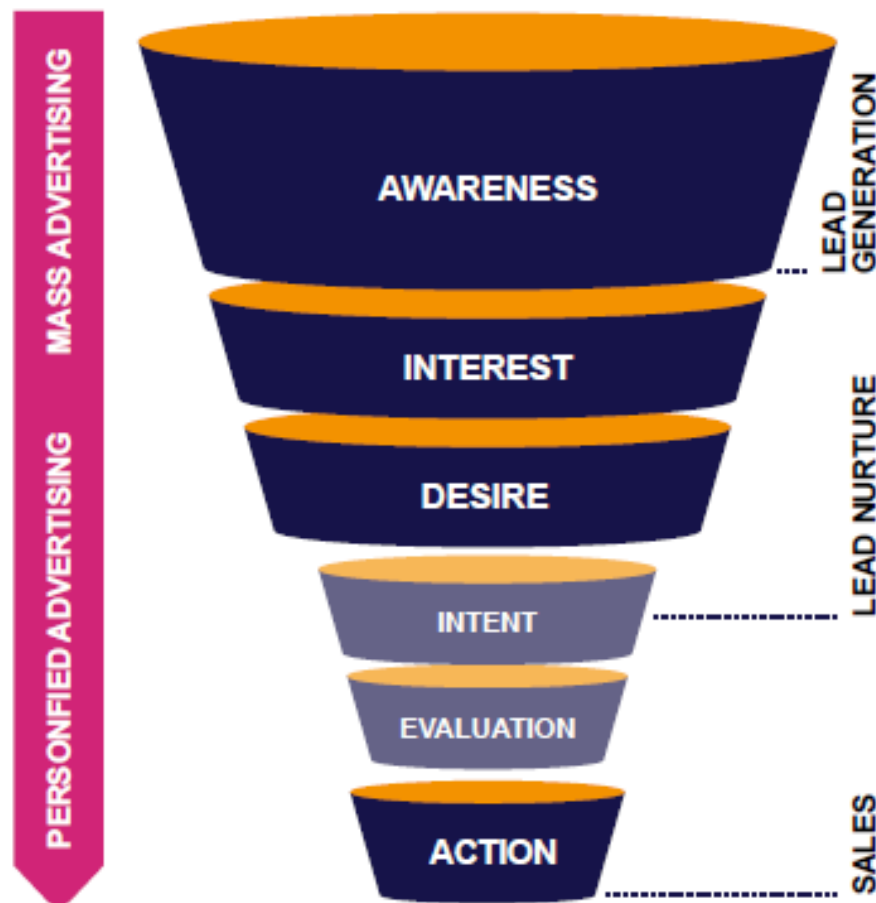 MASS ADVERTISING
PERSONFIED ADVERTISING
AWARENESS
INTEREST
DESIRE
INTENT
EVALUATION
ACTION
LEAD
GENERATION
LEAD NURTURE
SALES